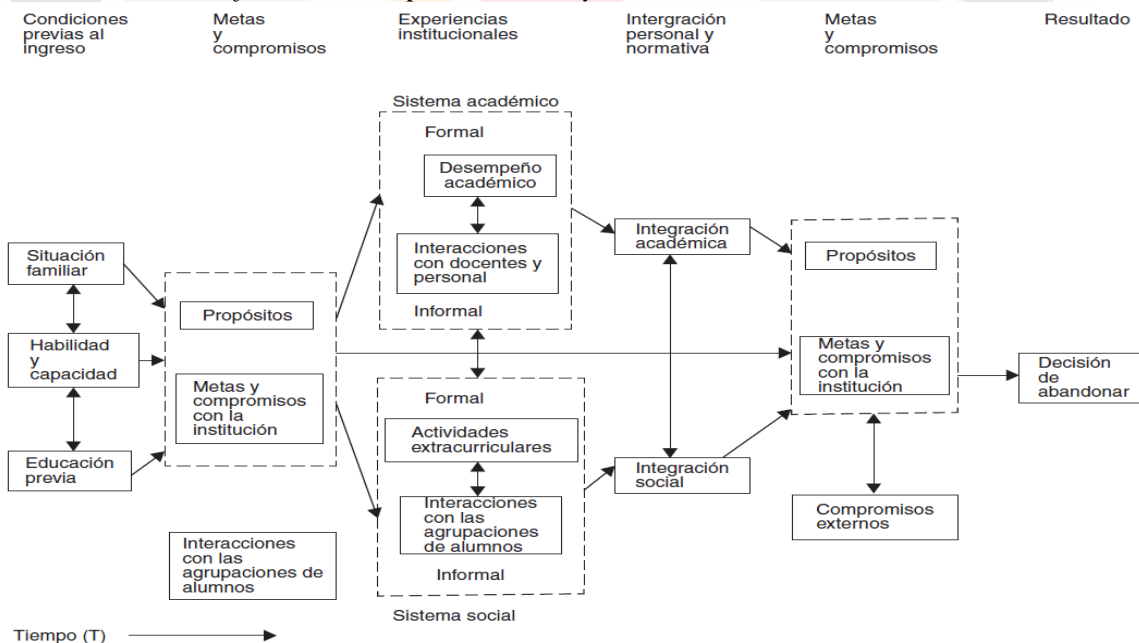 Condiciones
previas al
ingreso
Metas
y
compromisos
Experiencias
institucionales
Intergración
personal y
normativa
Metas
y
compromisos
Resultado
Sistema académico
Formal
Desempeño
académico
Interacciones
con docentes y
personal
Informal
Situación
familiar
Habilidad
y
capacidad
Educación
previa
Propósitos
Metas y
compromisos
con la
institución
Interacciones
con las
agrupaciones de
alumnos
Formal
Actividades
extracurriculares
Interacciones
con las
agrupaciones
de alumnos
Informal
Sistema social
Integración
académica
Integración
social
Propósitos
Metas y
compromisos
con la
institución
Compromisos
externos
Decisión
de
abandonar
Tiempo (T)